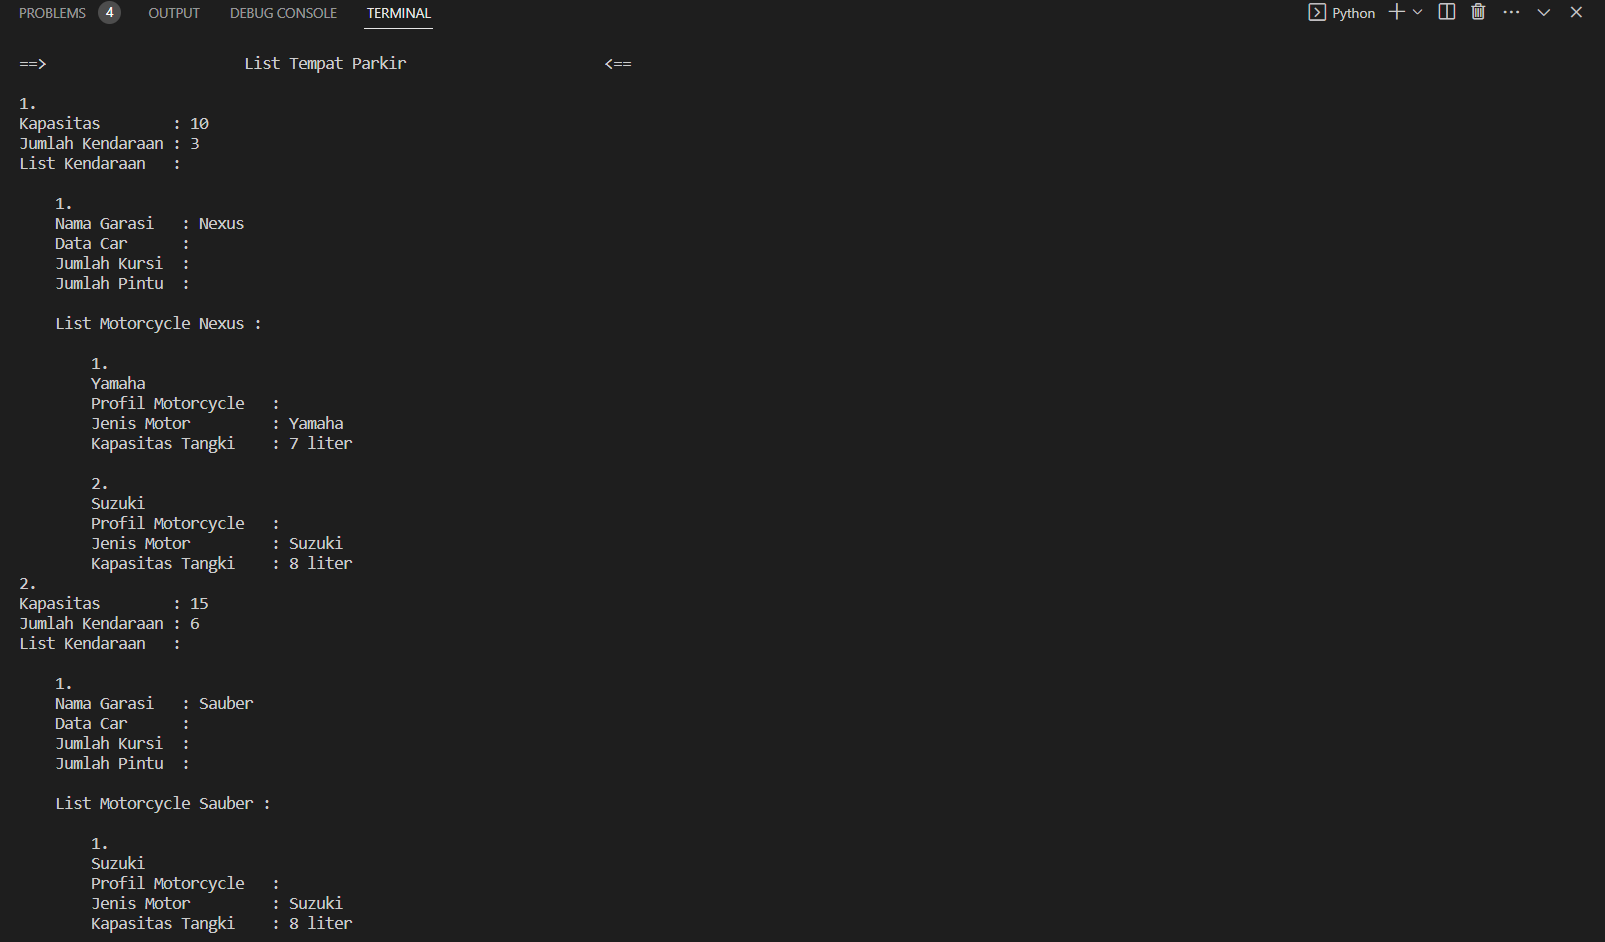 PROBLEMS 4 OUTPUT DEBUG CONSOLE TERMINAL Python
==> List Tempat Parkir <==
1.
Kapasitas : 10
Jumlah Kendaraan : 3
List Kendaraan :
1.
Nama Garasi : Nexus
Data Car :
Jumlah Kursi :
Jumlah Pintu :
List Motorcycle Nexus :
1.
Yamaha
Profil Motorcycle :
Jenis Motor : Yamaha
Kapasitas Tangki : 7 liter
2.
Suzuki
Profil Motorcycle :
Jenis Motor : Suzuki
Kapasitas Tangki : 8 liter
2.
Kapasitas : 15
Jumlah Kendaraan : 6
List Kendaraan :
1.
Nama Garasi : Sauber
Data Car :
Jumlah Kursi :
Jumlah Pintu :
List Motorcycle Sauber :
1.
Suzuki
Profil Motorcycle :
Jenis Motor : Suzuki
Kapasitas Tangki : 8 liter